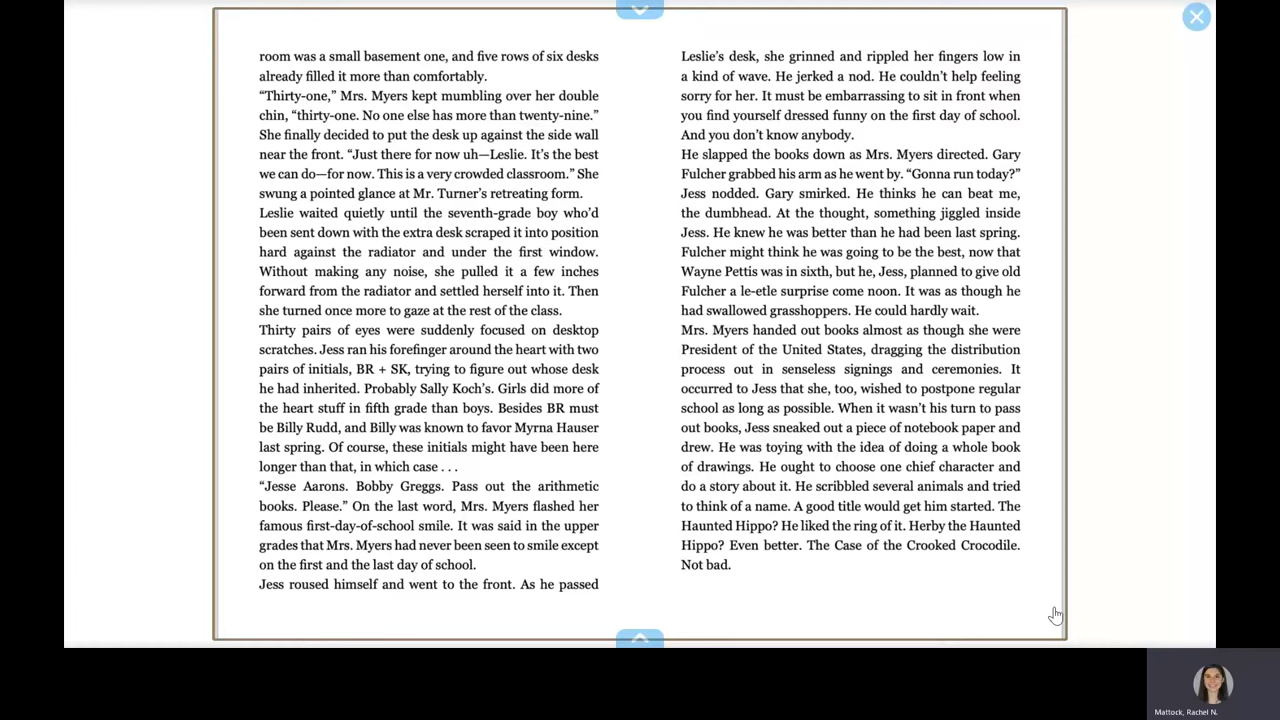 room was a small basement one, and five rows of six desks
already filled it more than comfortably.
“Thirty-one,” Mrs. Myers kept mumbling over her double
chin, “thirty-one. No one else has more than twenty-nine.”
She finally decided to put the desk up against the side wall
near the front. “Just there for now uh—Leslie. It’s the best
we can do—for now. This is a very crowded classroom.” She
swung a pointed glance at Mr. Turner’s retreating form.
Leslie waited quietly until the seventh-grade boy who’d
been sent down with the extra desk scraped it into position
hard against the radiator and under the first window.
Without making any noise, she pulled it a few inches
forward from the radiator and settled herself into it. Then
she turned once more to gaze at the rest of the class.
Thirty pairs of eyes were suddenly focused on desktop
scratches. Jess ran his forefinger around the heart with two
pairs of initials, BR + SK, trying to figure out whose desk
he had inherited. Probably Sally Koch’s. Girls did more of
the heart stuff in fifth grade than boys. Besides BR must
be Billy Rudd, and Billy was known to favor Myrna Hauser
last spring. Of course, these initials might have been here
longer than that, in which case . . .
“Jesse Aarons. Bobby Greggs. Pass out the arithmetic
books. Please.” On the last word, Mrs. Myers flashed her
famous first-day-of-school smile. It was said in the upper
grades that Mrs. Myers had never been seen to smile except
on the first and the last day of school.
Jess roused himself and went to the front. As he passed
Leslie’s desk, she grinned and rippled her fingers low in
a kind of wave. He jerked a nod. He couldn’t help feeling
sorry for her. It must be embarrassing to sit in front when
you find yourself dressed funny on the first day of school.
And you don’t know anybody.
He slapped the books down as Mrs. Myers directed. Gary
Fulcher grabbed his arm as he went by. “Gonna run today?”
Jess nodded. Gary smirked. He thinks he can beat me,
the dumbhead. At the thought, something jiggled inside
Jess. He knew he was better than he had been last spring.
Fulcher might think he was going to be the best, now that
Wayne Pettis was in sixth, but he, Jess, planned to give old
Fulcher a le-etle surprise come noon. It was as though he
had swallowed grasshoppers. He could hardly wait.
Mrs. Myers handed out books almost as though she were
President of the United States, dragging the distribution
process out in senseless signings and ceremonies. It
occurred to Jess that she, too, wished to postpone regular
school as long as possible. When it wasn’t his turn to pass
out books, Jess sneaked out a piece of notebook paper and
drew. He was toying with the idea of doing a whole book
of drawings. He ought to choose one chief character and
do a story about it. He scribbled several animals and tried
to think of a name. A good title would get him started. The
Haunted Hippo? He liked the ring of it. Herby the Haunted
Hippo? Even better. The Case of the Crooked Crocodile.
Not bad.
Mattock, Rachel N.